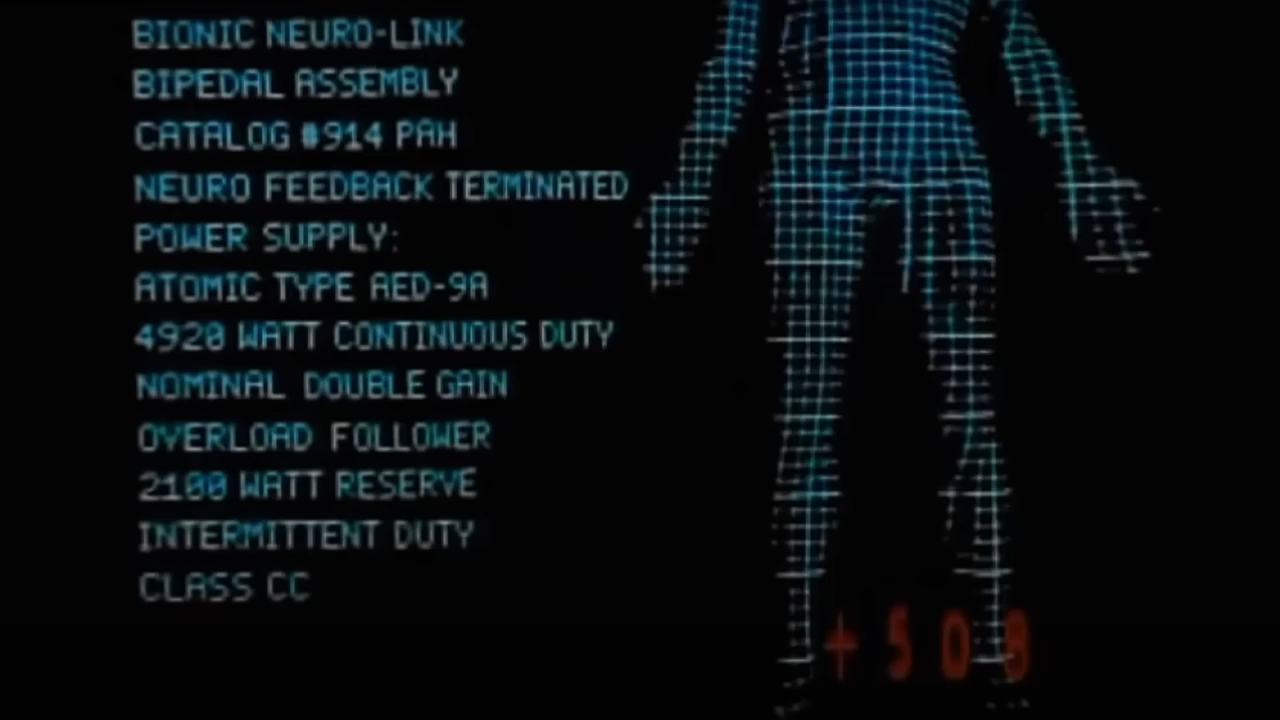 BIONIC NEURO-LINK
BIPEDAL ASSEMBLY
CATALOG #914 PAH
NEURO FEEDBACK TERMINATED
POWER SUPPLY:
ATOMIC TYPE AED-9A
4920 WATT CONTINUOUS DUTY
NOMINAL DOUBLE GAIN
OVERLOAD FOLLOWER
2100 WATT RESERVE
INTERMITTENT DUTY
CLASS CC
+508